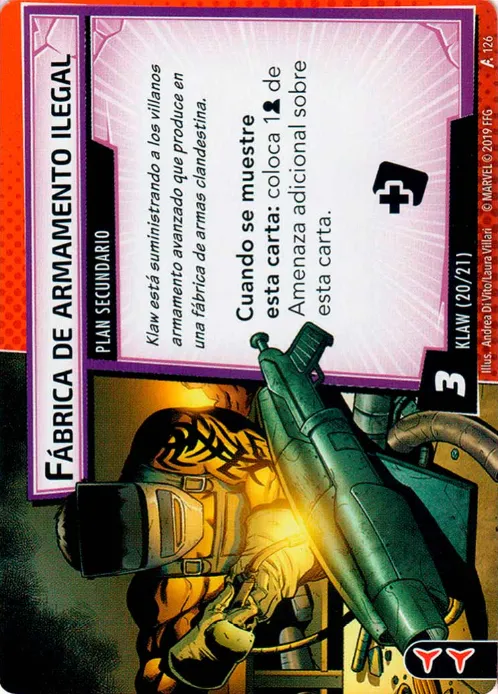 FÁBRICA DE ARMAMENTO ILEGAL
PLAN SECUNDARIO
Klaw está suministrando a los villanos
armamento avanzado que produce en
una fábrica de armas clandestina.
Cuando se muestre
esta carta: coloca 1 de
Amenaza adicional sobre
esta carta.
3
KLAW (20/21)
Illus. Andrea Di Vito/Laura Villari © MARVEL © 2019 FFG 126